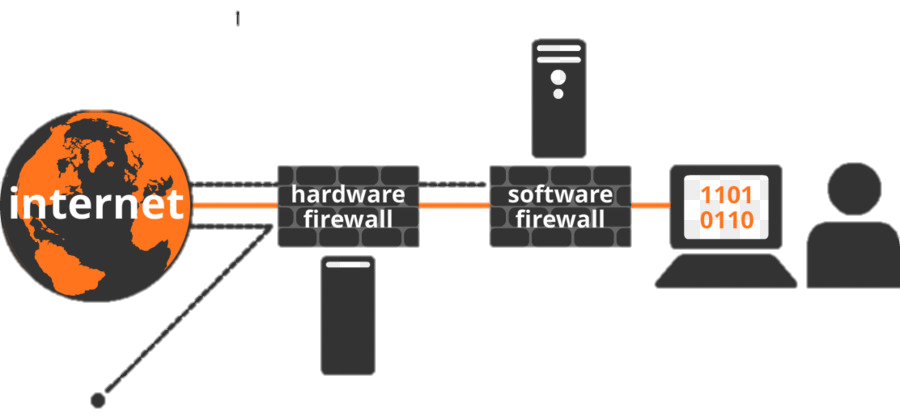 internet
hardware
firewall
software
firewall
1101
0110